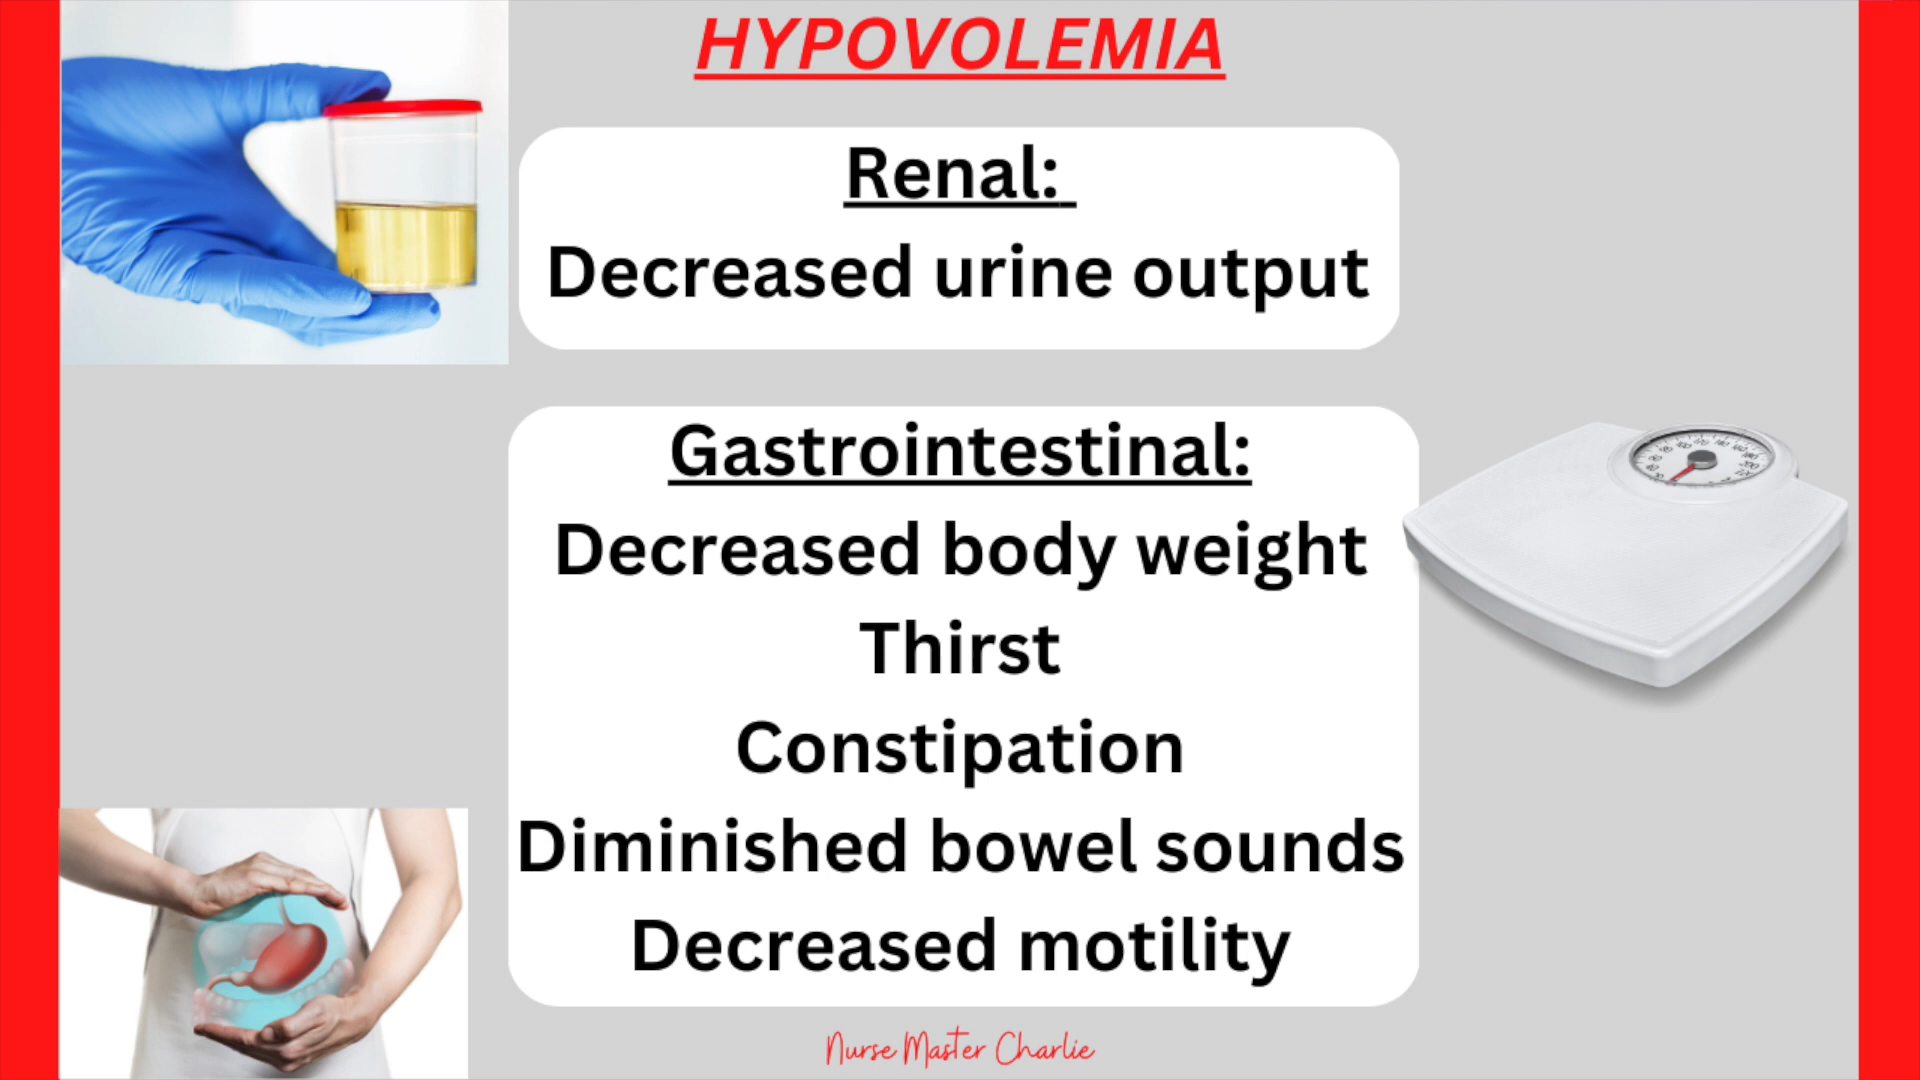 HYPOVOLEMIA
Renal:
Decreased urine output
Gastrointestinal:
Decreased body weight
Thirst
Constipation
Diminished bowel sounds
Decreased motility
Nurse Master Charlie